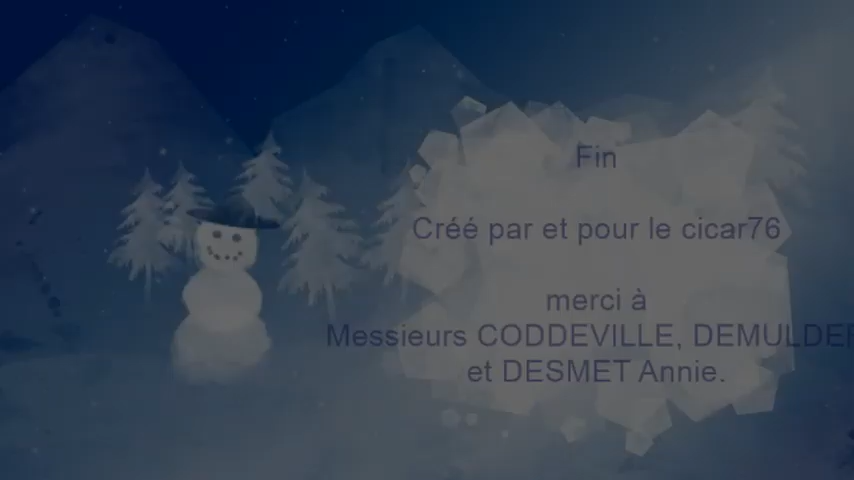 Fin
Créé par et pour le cicar76
merci à
Messieurs CODDEVILLE, DEMULDER
et DESMET Annie.